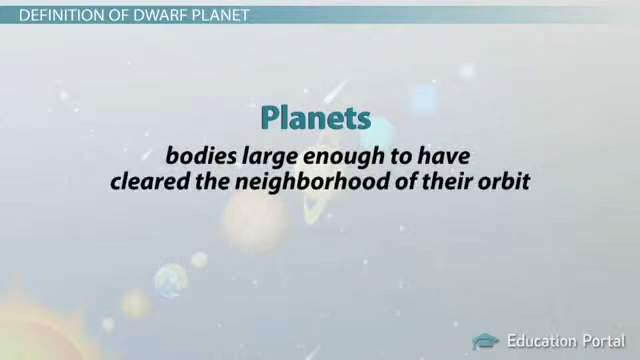 DEFINITION OF DWARF PLANET
Planets
bodies large enough to have
cleared the neighborhood of their orbit
Education Portal